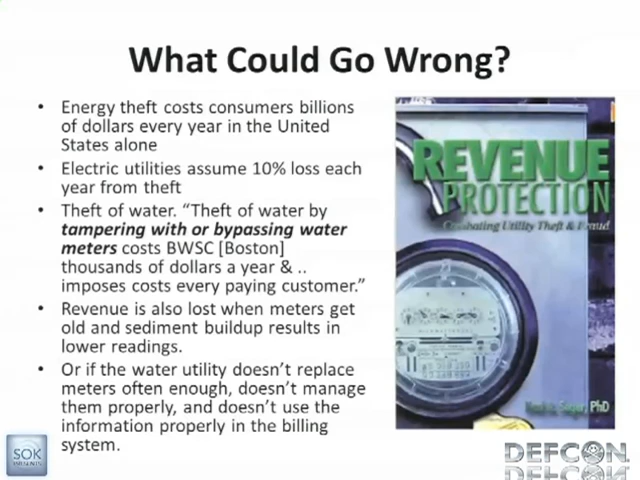 What Could Go Wrong?
• Energy theft costs consumers billions
of dollars every year in the United
States alone
• Electric utilities assume 10% loss each
year from theft
• Theft of water. “Theft of water by
tampering with or bypassing water
meters costs BWSC [Boston]
thousands of dollars a year & ..
imposes costs every paying customer.”
• Revenue is also lost when meters get
old and sediment buildup results in
lower readings.
• Or if the water utility doesn’t replace
meters often enough, doesn’t manage
them properly, and doesn’t use the
information properly in the billing
system.
REVENUE
PROTECTION
Combating Utility Theft & Fraud
PhD
SOK
DEFCON